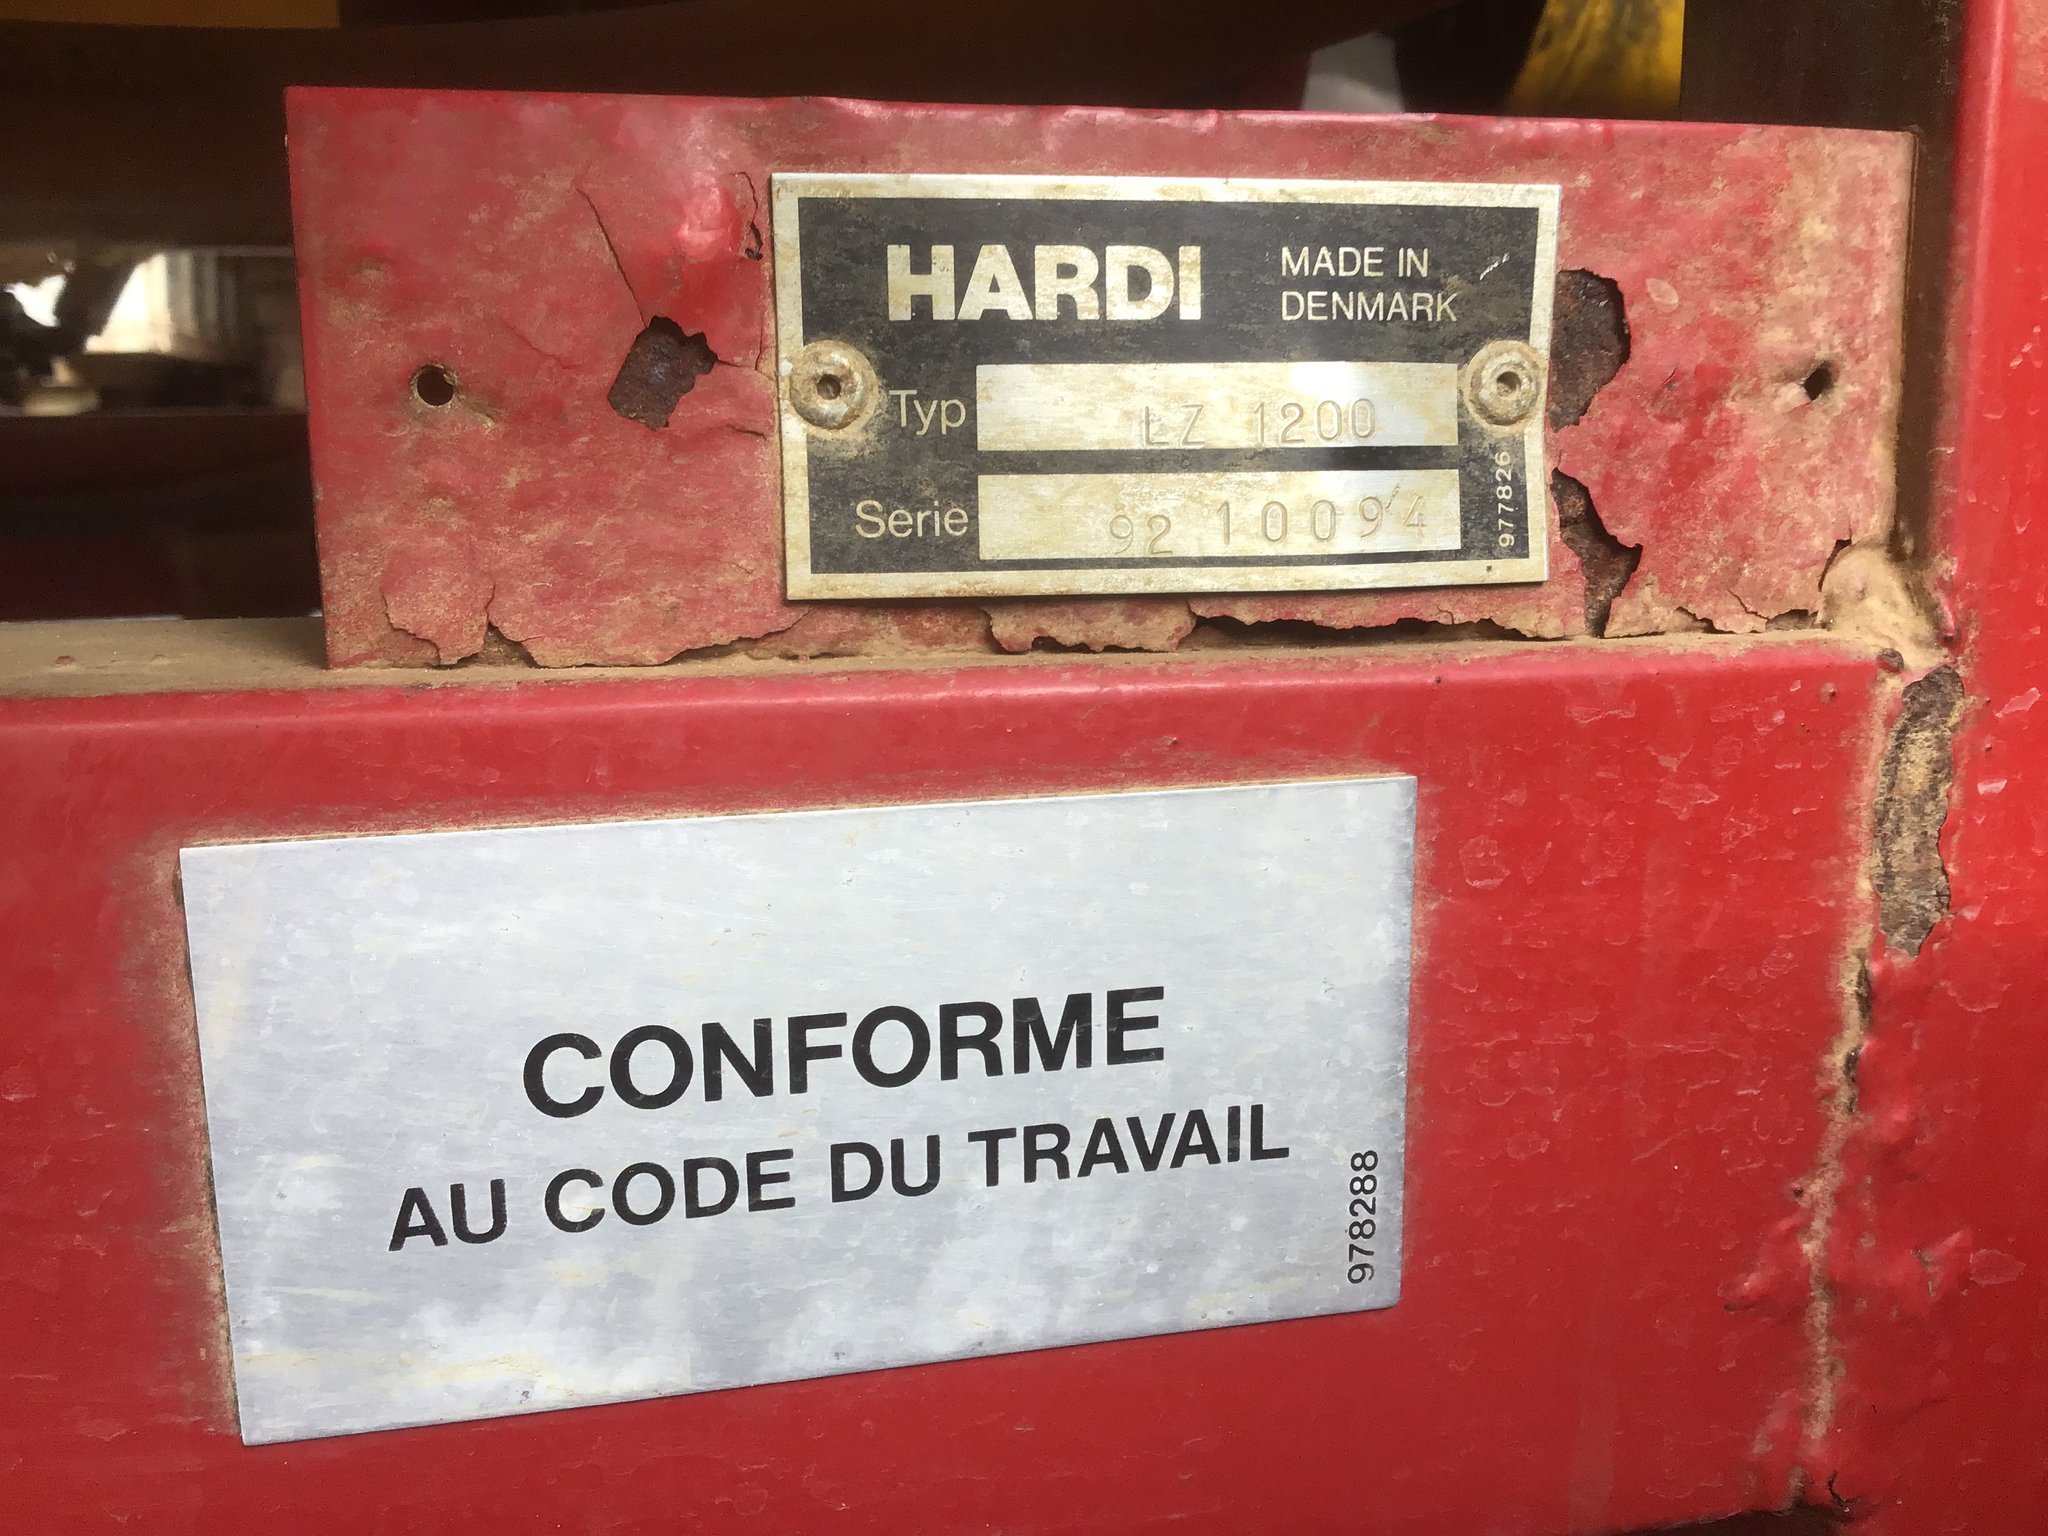 HARDI
MADE IN
DENMARK
Typ LZ 1200
Serie 92 10094
977826
CONFORME
AU CODE DU TRAVAIL
978288